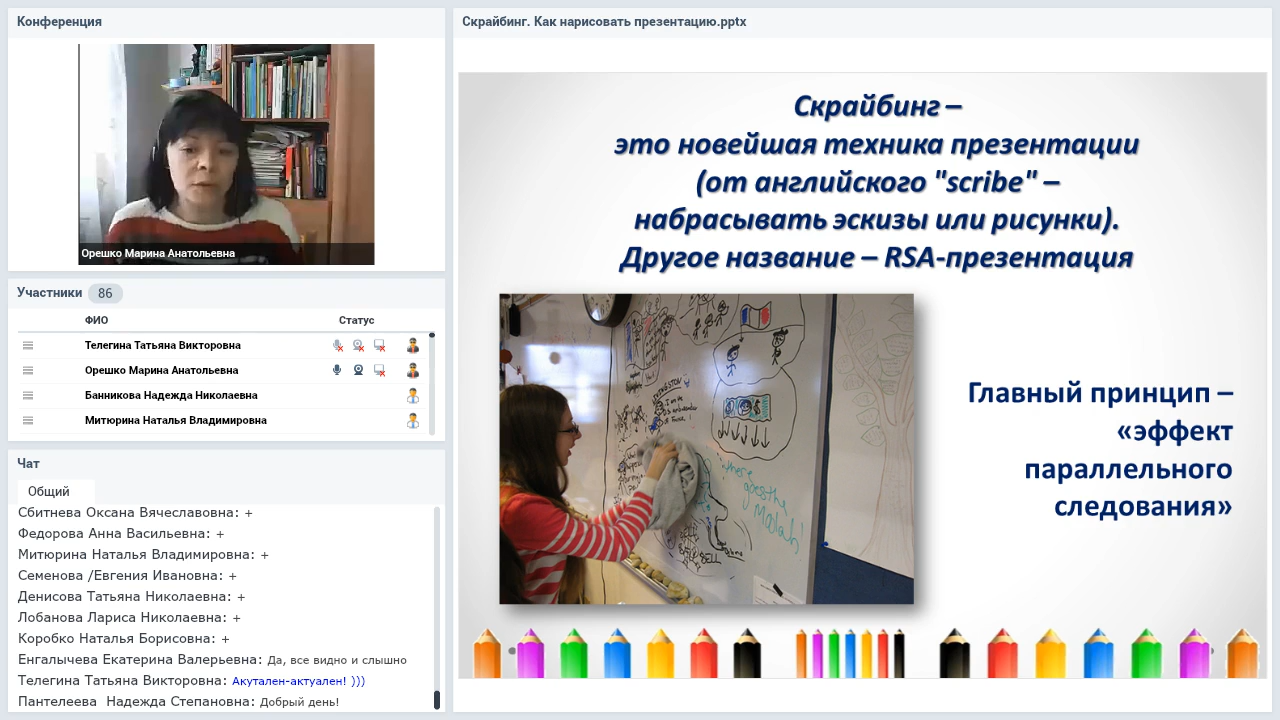 Конференция
Орешко Марина Анатольевна
Участники 86
ФИО Статус
Телегина Татьяна Викторовна
Орешко Марина Анатольевна
Банникова Надежда Николаевна
Митюрина Наталья Владимировна
Чат
Общий
Сбитнева Оксана Вячеславовна: +
Федорова Анна Васильевна: +
Митюрина Наталья Владимировна: +
Семенова /Евгения Ивановна: +
Денисова Татьяна Николаевна: +
Лобанова Лариса Николаевна: +
Коробко Наталья Борисовна: +
Енгалычева Екатерина Валерьевна: Да, все видно и слышно
Телегина Татьяна Викторовна: Акутален-актуален! )))
Пантелеева  Надежда Степановна: Добрый день!
Скрайбинг. Как нарисовать презентацию.pptx
Скрайбинг –
это новейшая техника презентации
(от английского "scribe" –
набрасывать эскизы или рисунки).
Другое название – RSA-презентация
where
goes the
Главный принцип –
«эффект
параллельного
следования»